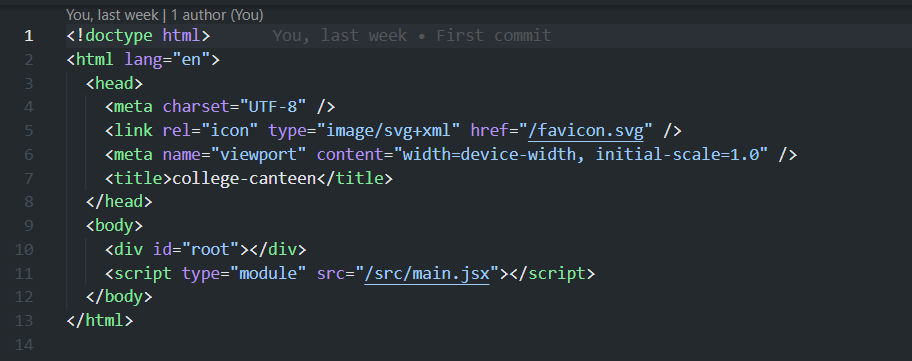 You, last week | 1 author (You)
1 <!doctype html> You, last week • First commit
2 <html lang="en">
3 <head>
4 <meta charset="UTF-8" />
5 <link rel="icon" type="image/svg+xml" href="/favicon.svg" />
6 <meta name="viewport" content="width=device-width, initial-scale=1.0" />
7 <title>college-canteen</title>
8 </head>
9 <body>
10 <div id="root"></div>
11 <script type="module" src="/src/main.jsx"></script>
12 </body>
13 </html>
14